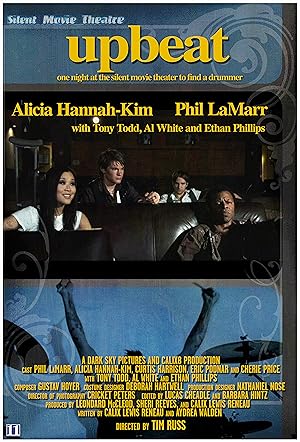 Silent Movie Theatre
upbeat
one night at the silent movie theater to find a drummer
Alicia Hannah-Kim Phil LaMarr
with Tony Todd, Al White and Ethan Phillips
A DARK SKY PICTURES AND CALIXB PRODUCTION
CAST PHIL LAMARR, ALICIA HANNAH-KIM, CURTIS HARRISON, ERIC PODNAR AND CHERIE PRICE
WITH TONY TODD, AL WHITE AND ETHAN PHILLIPS
COMPOSER GUSTAV HOYER COSTUME DESIGNER DEBORAH HARTWELL PRODUCTION DESIGNER NATHANIEL NOSE
DIRECTOR OF PHOTOGRAPHY CRICKET PETERS EDITED BY LUCAS CHEADLE AND BARBARA HINTZ
PRODUCED BY LEONDARD MCLEOD, SHERI REEVES, AND CALIX LEWIS RENEAU
WRITTEN BY CALIX LEWIS RENEAU AND AYDREA WALDEN
DIRECTED BY TIM RUSS